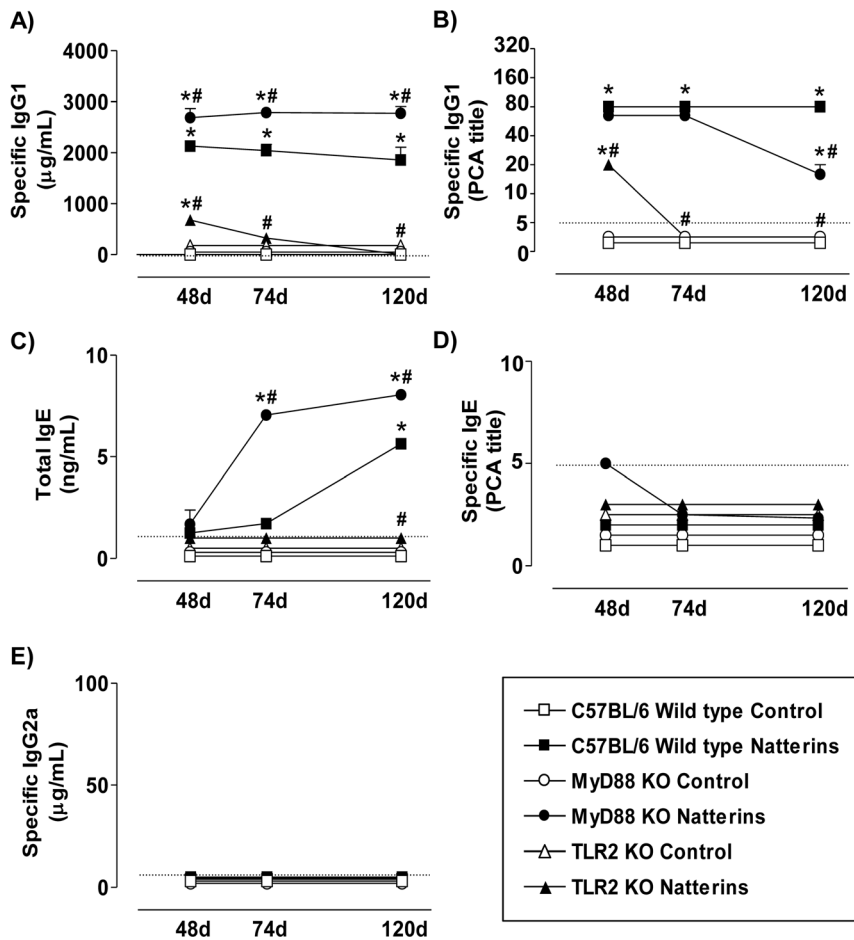 A)
Specific IgG1
(µg/mL)
4000
3000
2000
1000
0
*# *# *#
* * *
*# # #
48d 74d 120d
B)
Specific IgG1
(PCA title)
320
160
80
40
20
10
5
0
* * *
*# # *#
#
48d 74d 120d
C)
Total IgE
(ng/mL)
10
5
0
*# *#
*
#
48d 74d 120d
D)
Specific IgE
(PCA title)
10
5
0
48d 74d 120d
E)
Specific IgG2a
(µg/mL)
100
50
0
48d 74d 120d
C57BL/6 Wild type Control
C57BL/6 Wild type Natterins
MyD88 KO Control
MyD88 KO Natterins
TLR2 KO Control
TLR2 KO Natterins